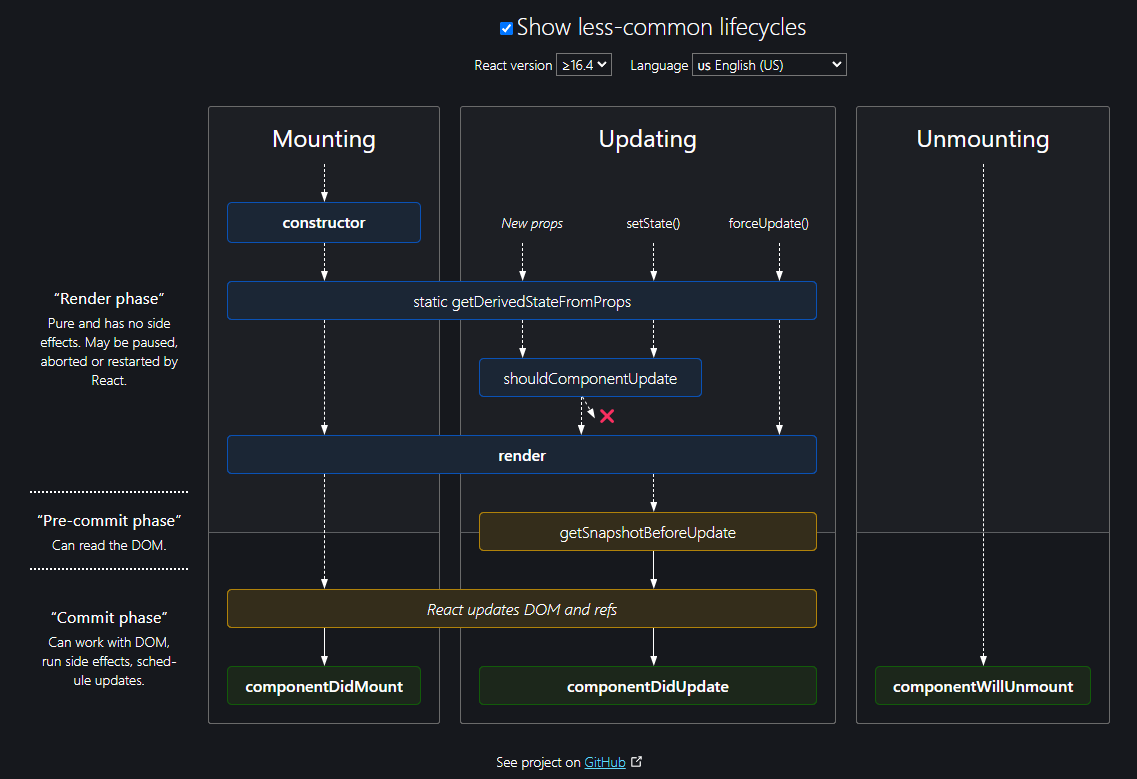 Show less-common lifecycles
React version ≥16.4 Language us English (US)
Mounting
Updating
Unmounting
constructor
New props
setState()
forceUpdate()
“Render phase”
Pure and has no side
effects. May be paused,
aborted or restarted by
React.
static getDerivedStateFromProps
shouldComponentUpdate
render
“Pre-commit phase”
Can read the DOM.
getSnapshotBeforeUpdate
“Commit phase”
Can work with DOM,
run side effects, sched-
ule updates.
React updates DOM and refs
componentDidMount
componentDidUpdate
componentWillUnmount
See project on GitHub